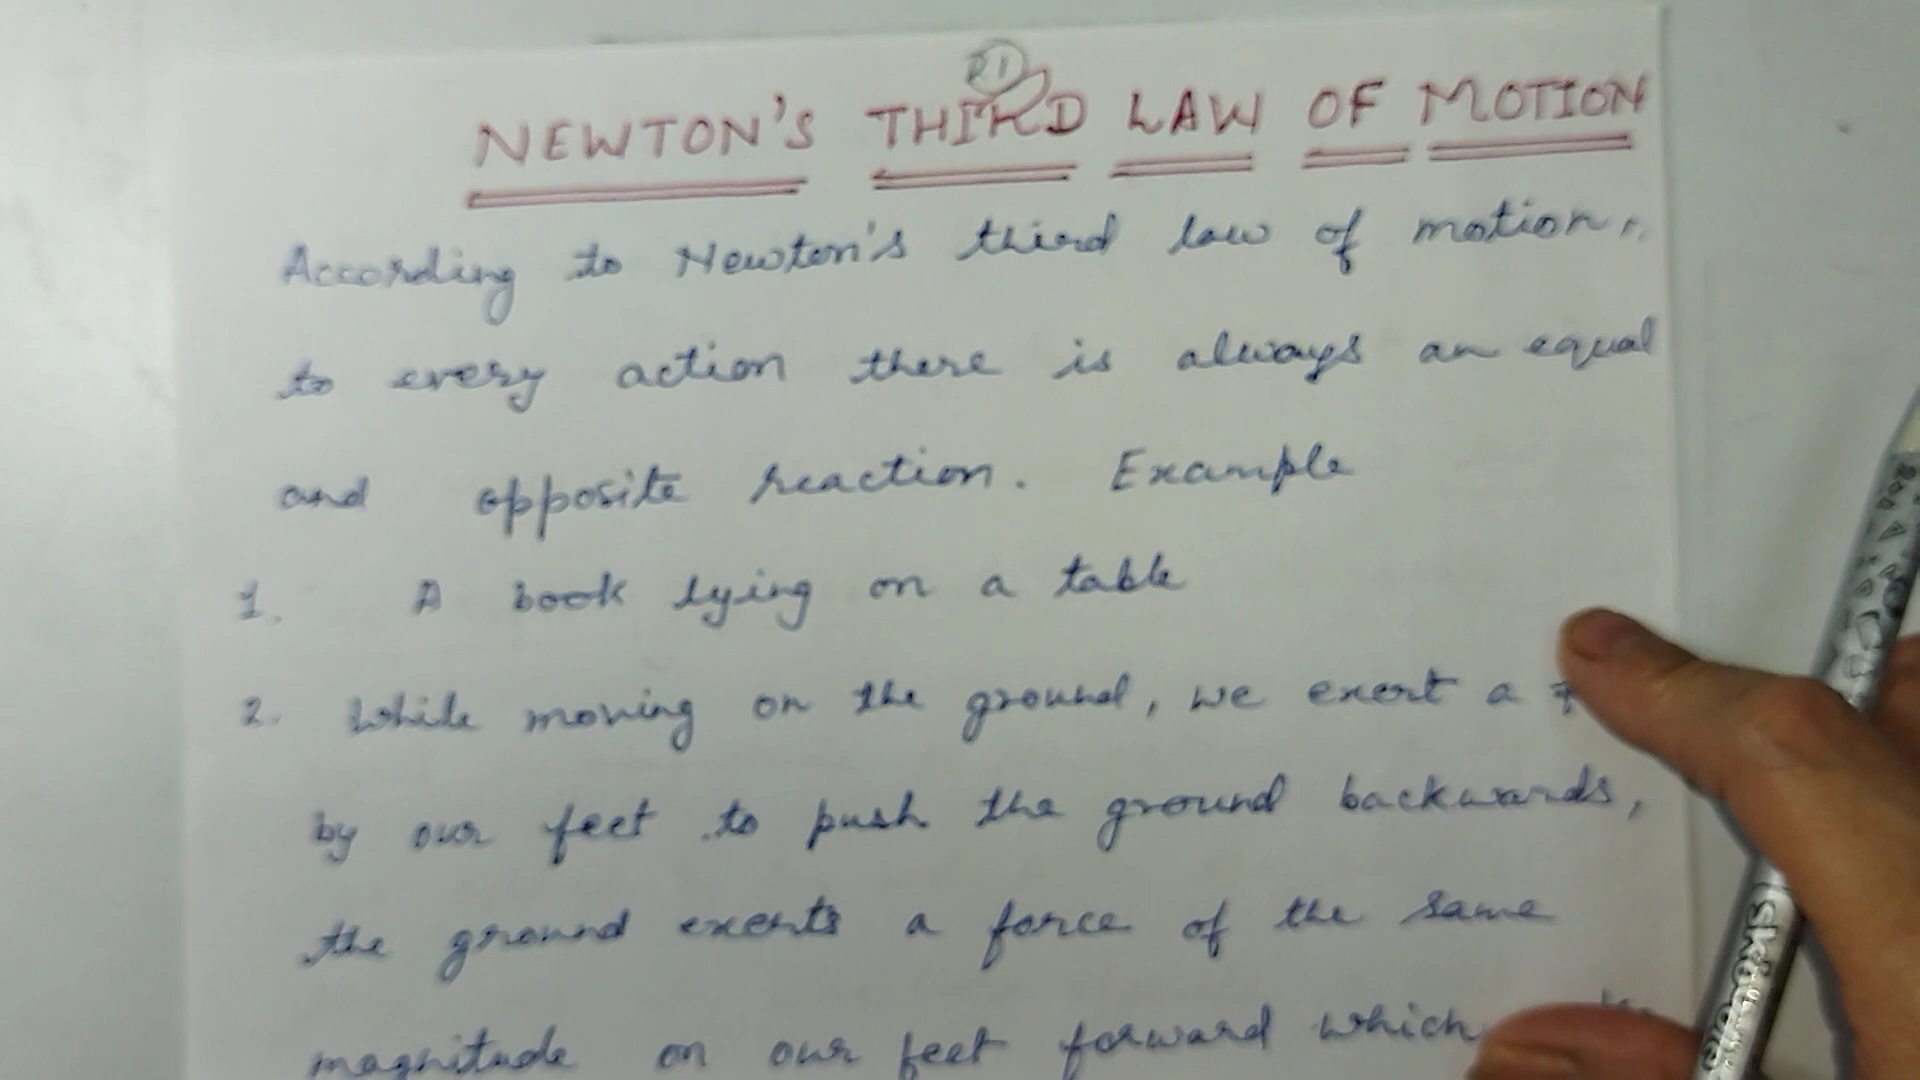 R1
NEWTON'S THIRD LAW OF MOTION
According to Newton's third law of motion,
to every action there is always an equal
and opposite reaction. Example
1. A book lying on a table
2. While moving on the ground, we exert a
by our feet to push the ground backwards,
the ground exerts a force of the same
magnitude on our feet forward which